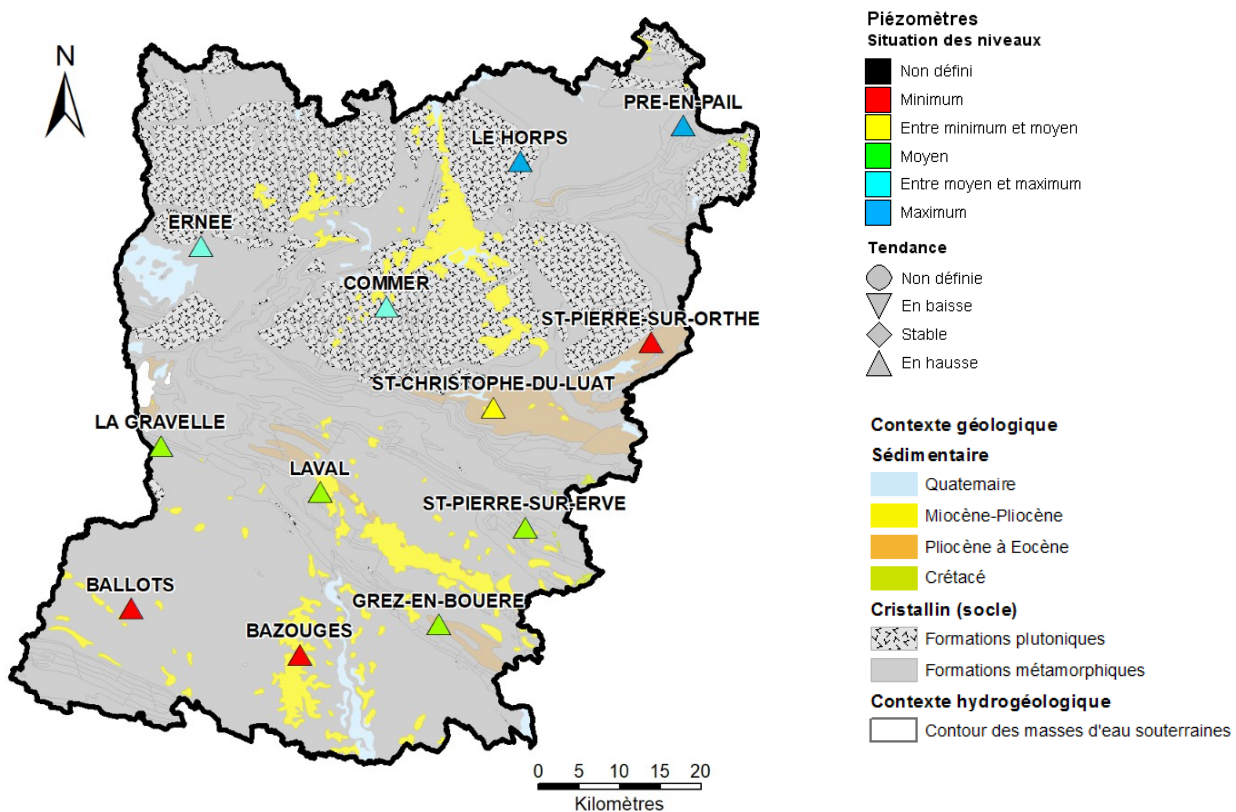 N
PRE-EN-PAIL
LE HORPS
ERNEE
COMMER
ST-PIERRE-SUR-ORTHE
ST-CHRISTOPHE-DU-LUAT
LA GRAVELLE
LAVAL
ST-PIERRE-SUR-ERVE
BALLOTS
GREZ-EN-BOUERE
BAZOUGES
0 5 10 15 20
Kilomètres
Piézomètres
Situation des niveaux
Non défini
Minimum
Entre minimum et moyen
Moyen
Entre moyen et maximum
Maximum
Tendance
Non définie
En baisse
Stable
En hausse
Contexte géologique
Sédimentaire
Quaternaire
Miocène-Pliocène
Pliocène à Eocène
Crétacé
Cristallin (socle)
Formations plutoniques
Formations métamorphiques
Contexte hydrogéologique
Contour des masses d'eau souterraines